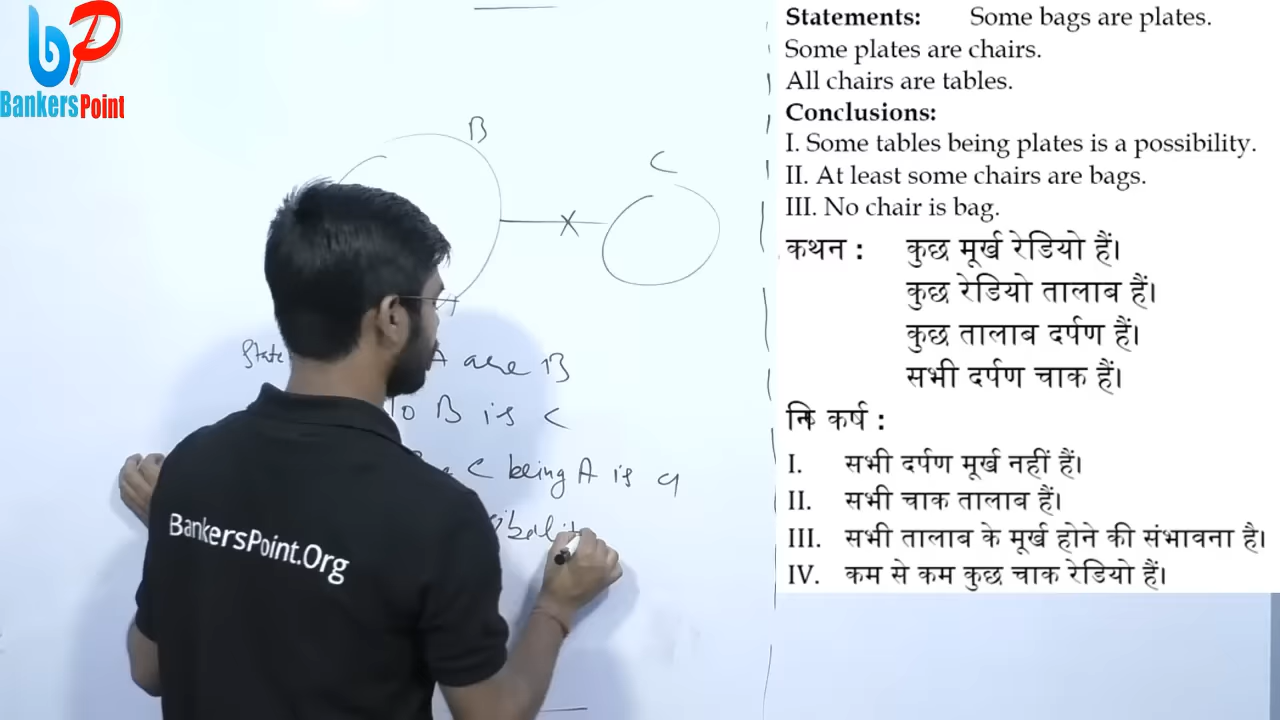 bP
BankersPoint
B
C
State A are B
B is C
C being A is a
BankersPoint.Org
Statements: Some bags are plates.
Some plates are chairs.
All chairs are tables.
Conclusions:
I. Some tables being plates is a possibility.
II. At least some chairs are bags.
III. No chair is bag.
कथन : कुछ मूर्ख रेडियो हैं।
कुछ रेडियो तालाब हैं।
कुछ तालाब दर्पण हैं।
सभी दर्पण चाक हैं।
निष्कर्ष :
I. सभी दर्पण मूर्ख नहीं हैं।
II. सभी चाक तालाब हैं।
III. सभी तालाब के मूर्ख होने की संभावना है।
IV. कम से कम कुछ चाक रेडियो हैं।